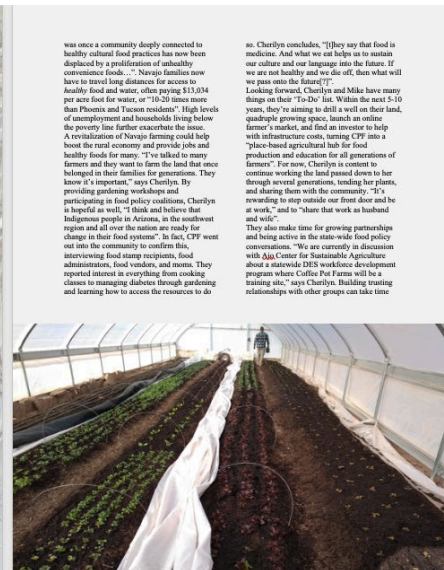 was once a community deeply connected to
healthy cultural food practices has now been
displaced by a proliferation of unhealthy
convenience foods…”. Navajo families now
have to travel long distances for access to
healthy food and water, often paying $13,034
per acre foot for water, or “10-20 times more
than Phoenix and Tucson residents”. High levels
of unemployment and households living below
the poverty line further exacerbate the issue.
A revitalization of Navajo farming could help
boost the rural economy and provide jobs and
healthy foods for many. “I’ve talked to many
farmers and they want to farm the land that once
belonged in their families for generations. They
know it’s important,” says Cherilyn. By
providing gardening workshops and
participating in food policy coalitions, Cherilyn
is hopeful as well, “I think and believe that
Indigenous people in Arizona, in the southwest
region and all over the nation are ready for
change in their food systems”. In fact, CPF went
out into the community to confirm this,
interviewing food stamp recipients, food
administrators, food vendors, and moms. They
reported interest in everything from cooking
classes to managing diabetes through gardening
and learning how to access the resources to do
so. Cherilyn concludes, “[t]hey say that food is
medicine. And what we eat helps us to sustain
our culture and our language into the future. If
we are not healthy and we die off, then what will
we pass onto the future[?]”.
Looking forward, Cherilyn and Mike have many
things on their ‘To-Do’ list. Within the next 5-10
years, they’re aiming to drill a well on their land,
quadruple growing space, launch an online
farmer’s market, and find an investor to help
with infrastructure costs, turning CPF into a
“place-based agricultural hub for food
production and education for all generations of
farmers”. For now, Cherilyn is content to
continue working the land passed down to her
through several generations, tending her plants,
and sharing them with the community. “It’s
rewarding to step outside our front door and be
at work,” and to “share that work as husband
and wife”.
They also make time for growing partnerships
and being active in the state-wide food policy
conversations. “We are currently in discussion
with Ajo Center for Sustainable Agriculture
about a statewide DES workforce development
program where Coffee Pot Farms will be a
training site,” says Cherilyn. Building trusting
relationships with other groups can take time